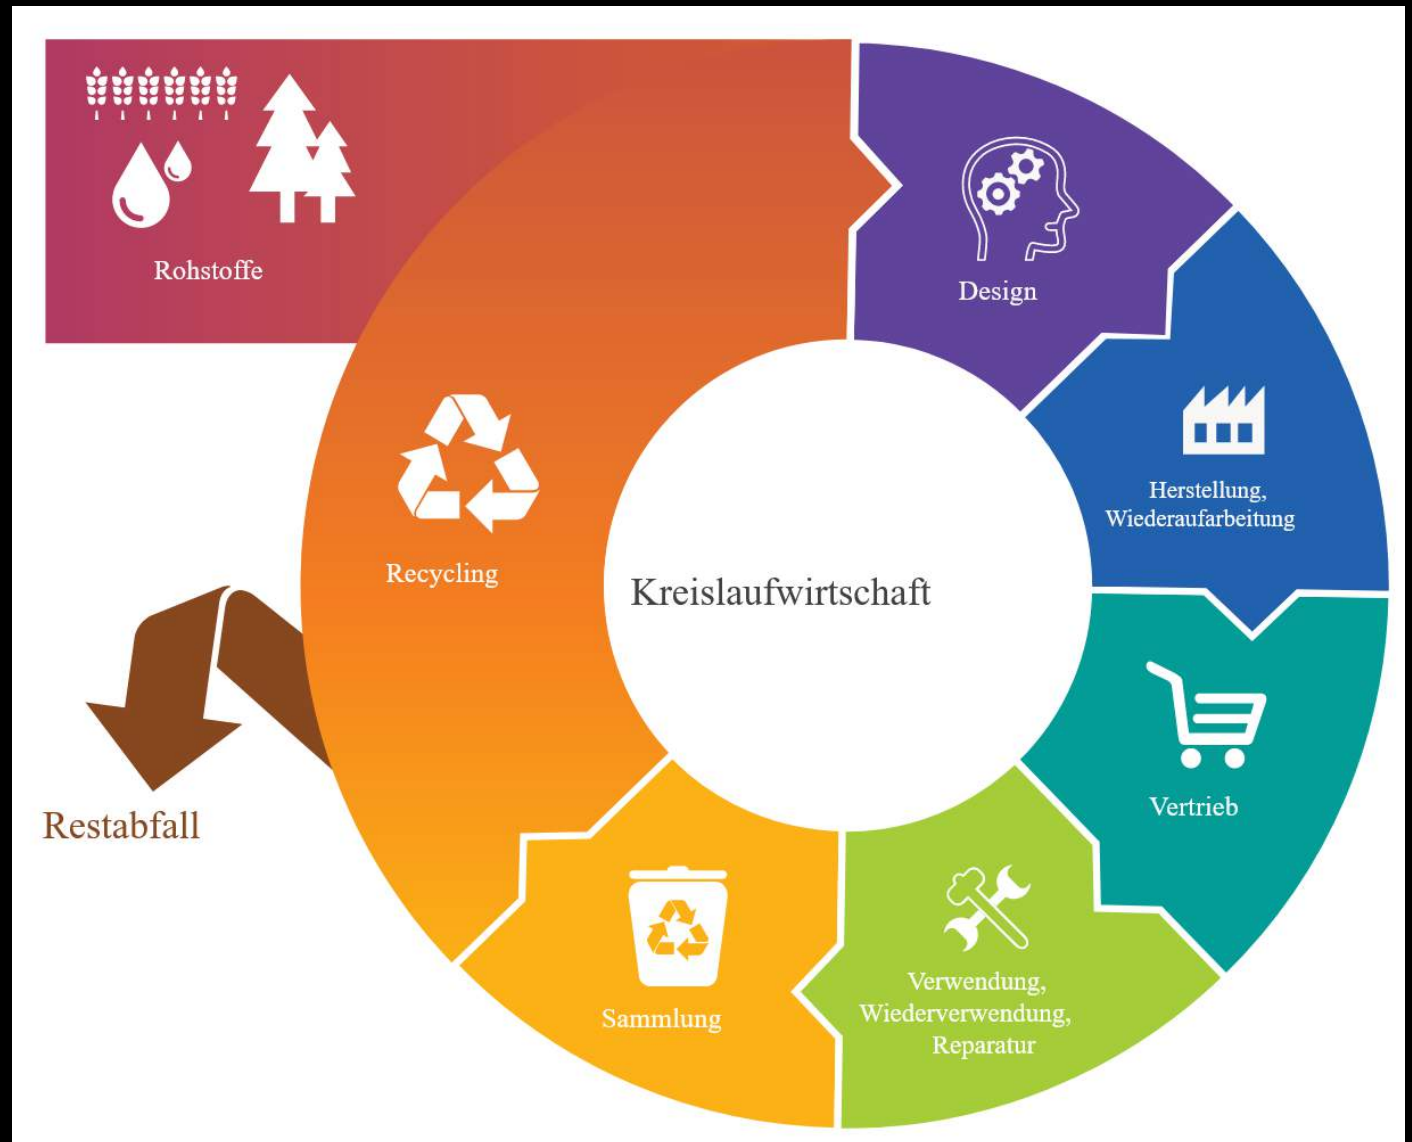 Rohstoffe
Design
Herstellung,
Wiederaufarbeitung
Recycling
Kreislaufwirtschaft
Vertrieb
Restabfall
Verwendung,
Wiederverwendung,
Reparatur
Sammlung